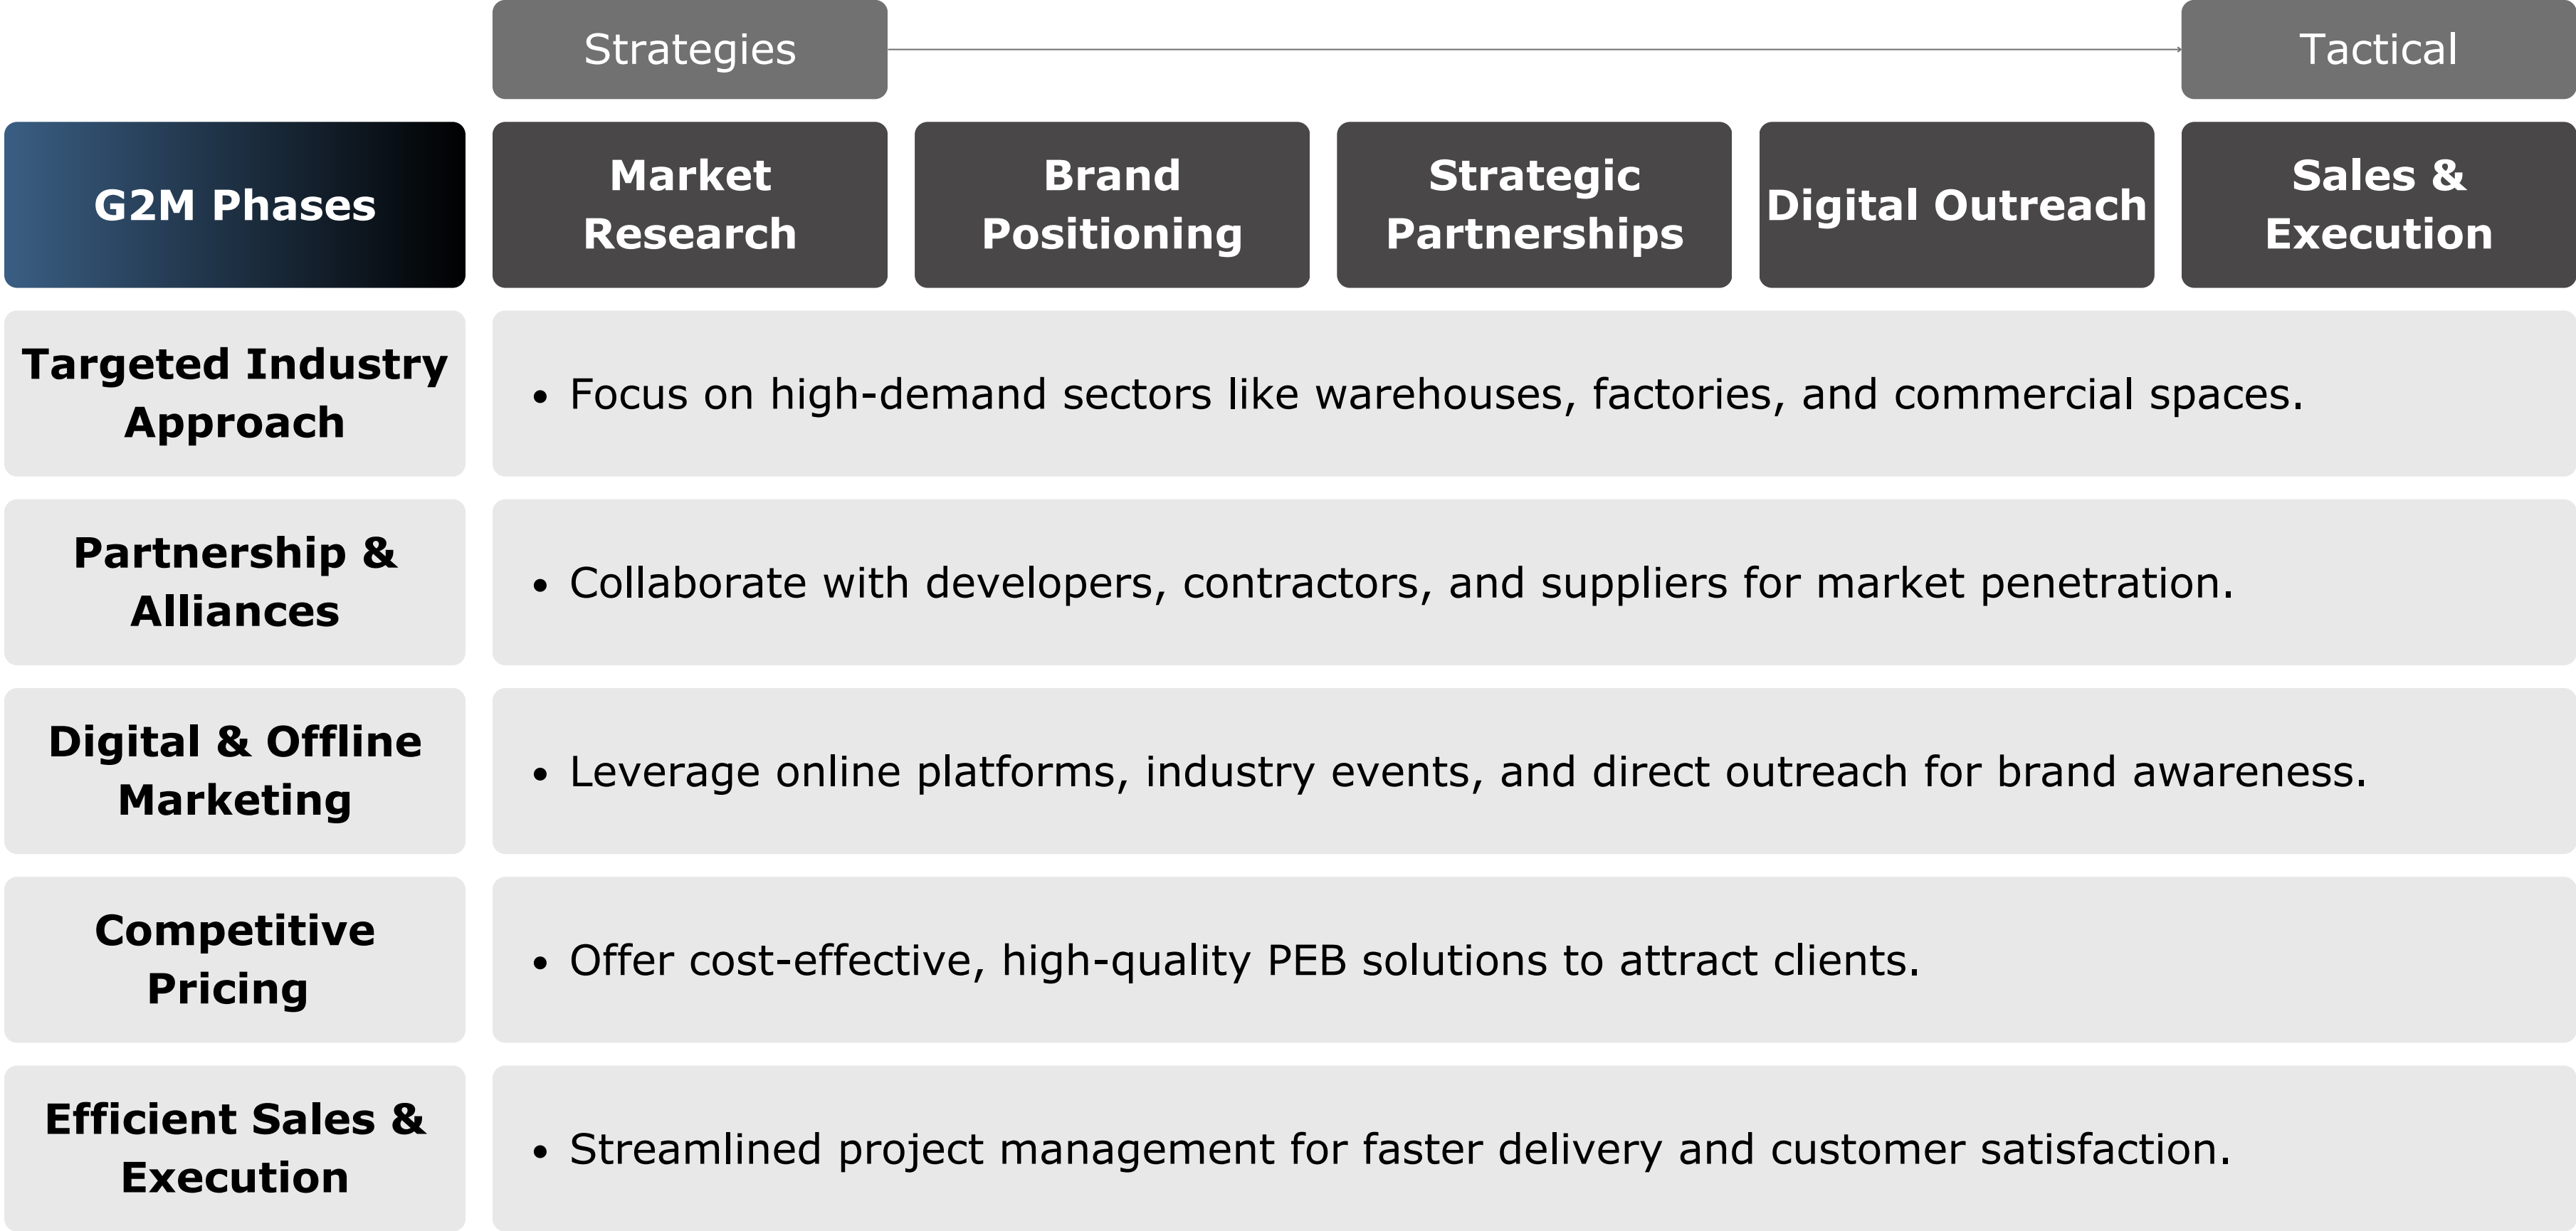 Strategies
Tactical
G2M Phases
Market
Research
Brand
Positioning
Strategic
Partnerships
Digital Outreach
Sales &
Execution
Targeted Industry
Approach
• Focus on high-demand sectors like warehouses, factories, and commercial spaces.
Partnership &
Alliances
• Collaborate with developers, contractors, and suppliers for market penetration.
Digital & Offline
Marketing
• Leverage online platforms, industry events, and direct outreach for brand awareness.
Competitive
Pricing
• Offer cost-effective, high-quality PEB solutions to attract clients.
Efficient Sales &
Execution
• Streamlined project management for faster delivery and customer satisfaction.